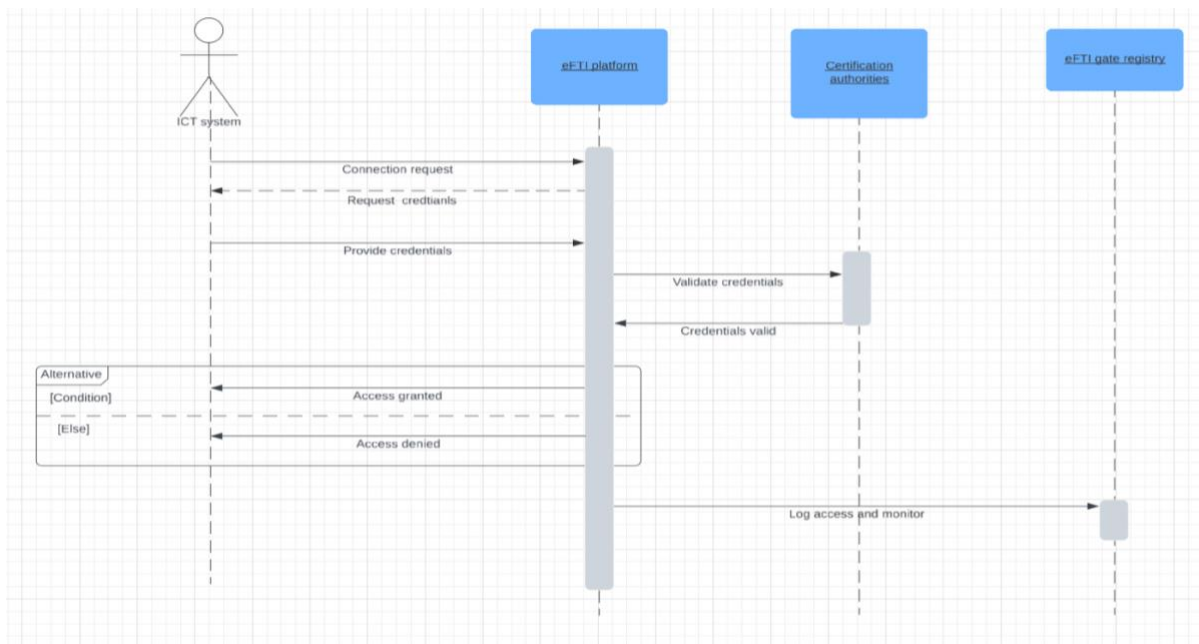 eFTI platform
Certification
authorities
eFTI gate registry
ICT system
Connection request
Request credtianls
Provide credentials
Validate credentials
Credentials valid
Alternative
[Condition]
Access granted
[Else]
Access denied
Log access and monitor